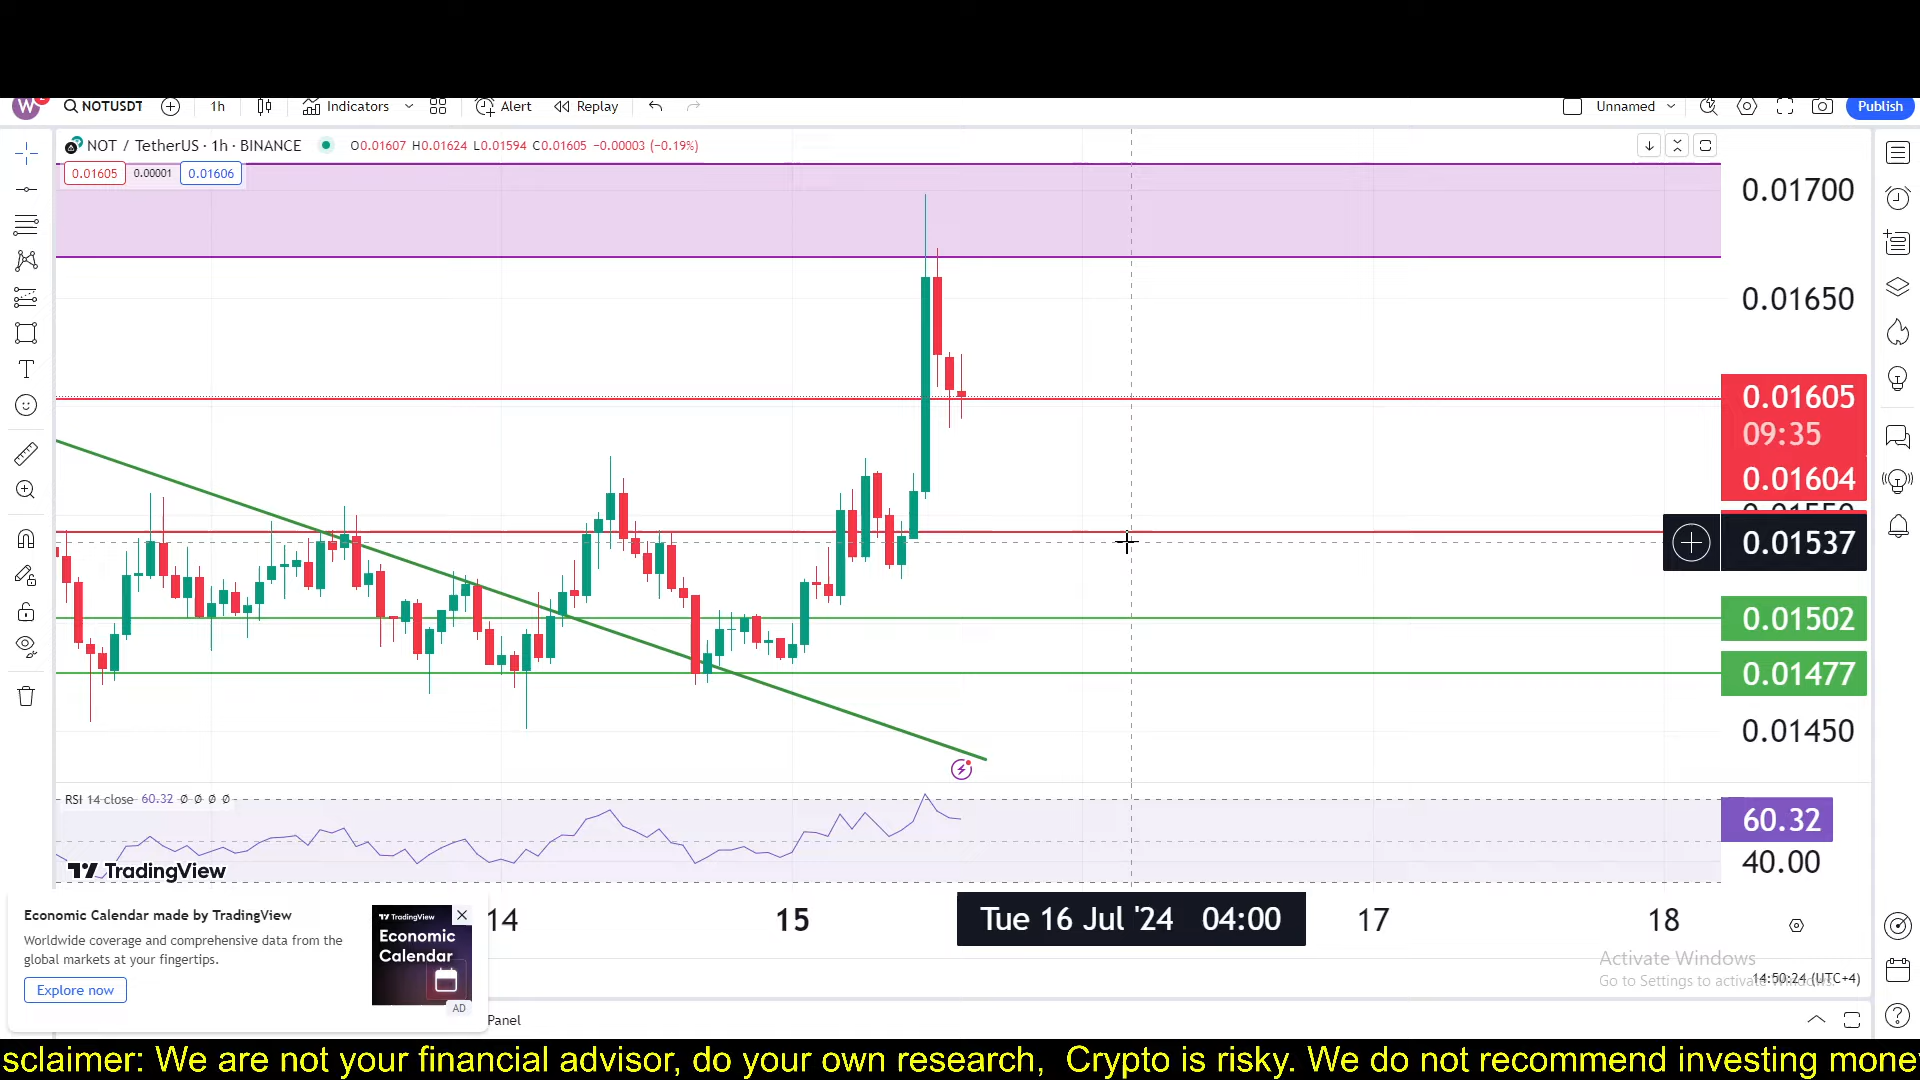 W 2 NOTUSDT 1h Indicators Alert Replay Unnamed Publish
NOT / TetherUS · 1h · BINANCE O0.01607 H0.01624 L0.01594 C0.01605 −0.00003 (−0.19%)
0.01605 0.00001 0.01606
0.01700
0.01650
0.01605
09:35
0.01604
0.01550
0.01537
0.01502
0.01477
0.01450
RSI 14 close 60.32 Ø Ø Ø Ø
60.32
40.00
TradingView
14 15 Tue 16 Jul '24 04:00 17 18
Economic Calendar made by TradingView
Worldwide coverage and comprehensive data from the
global markets at your fingertips.
Explore now
TradingView
Economic
Calendar
AD
Activate Windows
Go to Settings to activate Windows.
14:50:24 (UTC+4)
Panel
sclaimer: We are not your financial advisor, do your own research, Crypto is risky. We do not recommend investing mone